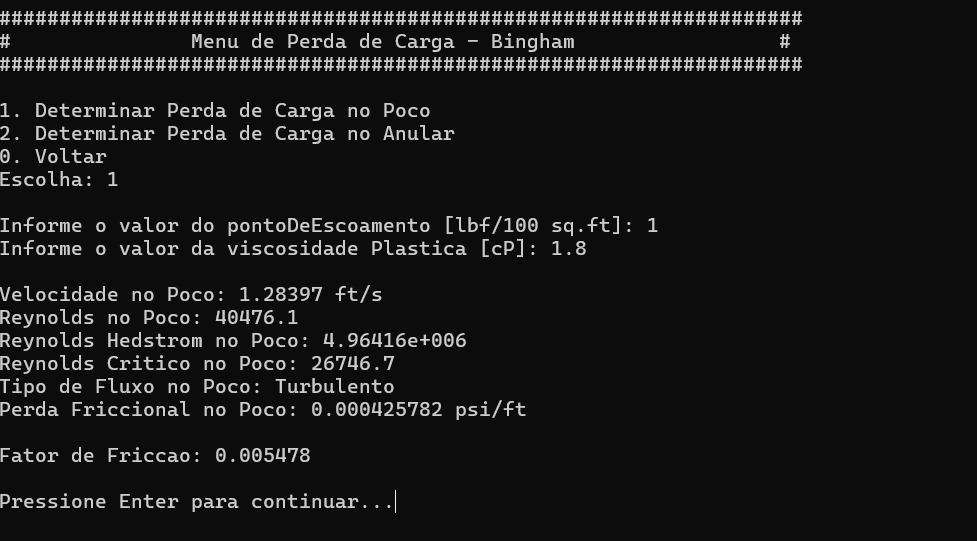 ###################################################################
# Menu de Perda de Carga - Bingham #
###################################################################
1. Determinar Perda de Carga no Poco
2. Determinar Perda de Carga no Anular
0. Voltar
Escolha: 1
Informe o valor do pontoDeEscoamento [lbf/100 sq.ft]: 1
Informe o valor da viscosidade Plastica [cP]: 1.8
Velocidade no Poco: 1.28397 ft/s
Reynolds no Poco: 40476.1
Reynolds Hedstrom no Poco: 4.96416e+006
Reynolds Critico no Poco: 26746.7
Tipo de Fluxo no Poco: Turbulento
Perda Friccional no Poco: 0.000425782 psi/ft
Fator de Friccao: 0.005478
Pressione Enter para continuar...